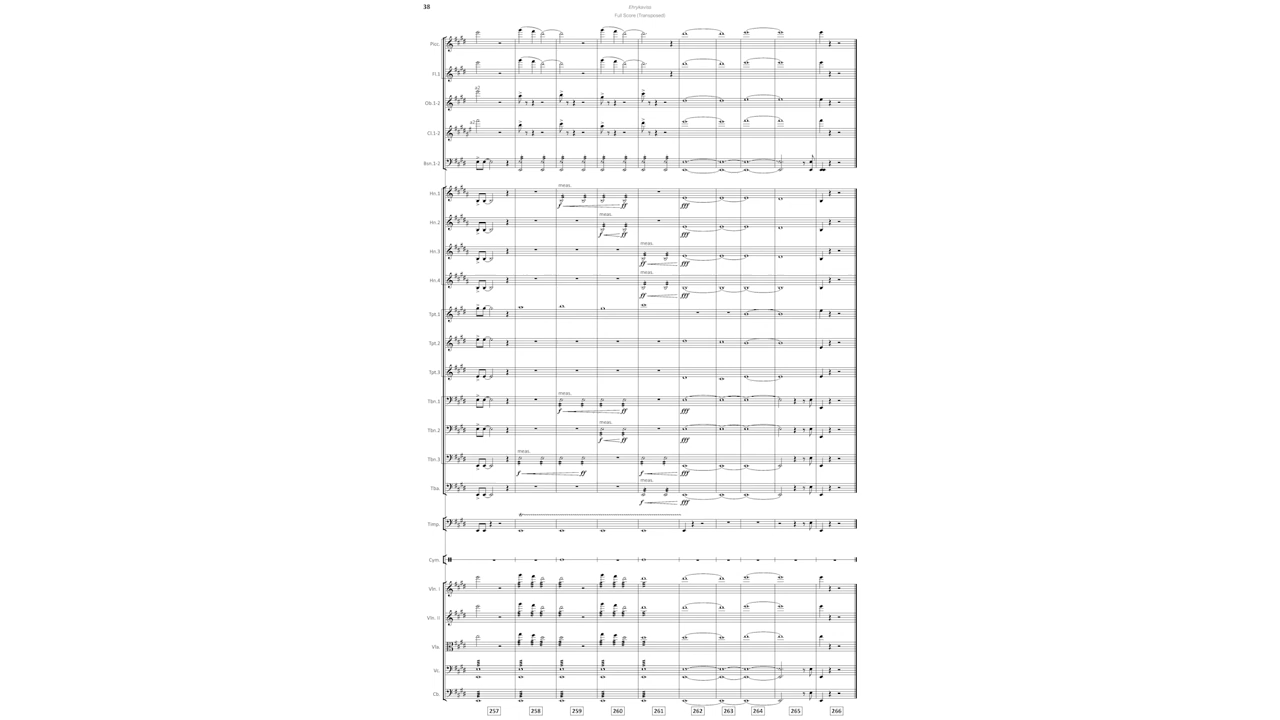 38
Elmykavisa
Full Score (Transposed)
Picc.
Fl.1
a2
Ob.1-2
a2
Cl.1-2
Bsn.1-2
meas.
Hn.1
f ff
meas.
Hn.2 fff
f ff
meas.
Hn.3 fff
ff
meas.
Hn.4 fff
ff fff
Tpt.1
Tpt.2
Tpt.3
meas.
Tbn.1
f ff fff
meas.
Tbn.2
f ff fff
meas.
Tbn.3
f ff f fff
meas.
Tba.
f fff
Timp.
Cym.
Vln. I
Vln. II
Vla.
Vc.
Cb.
257 258 259 260 261 262 263 264 265 266